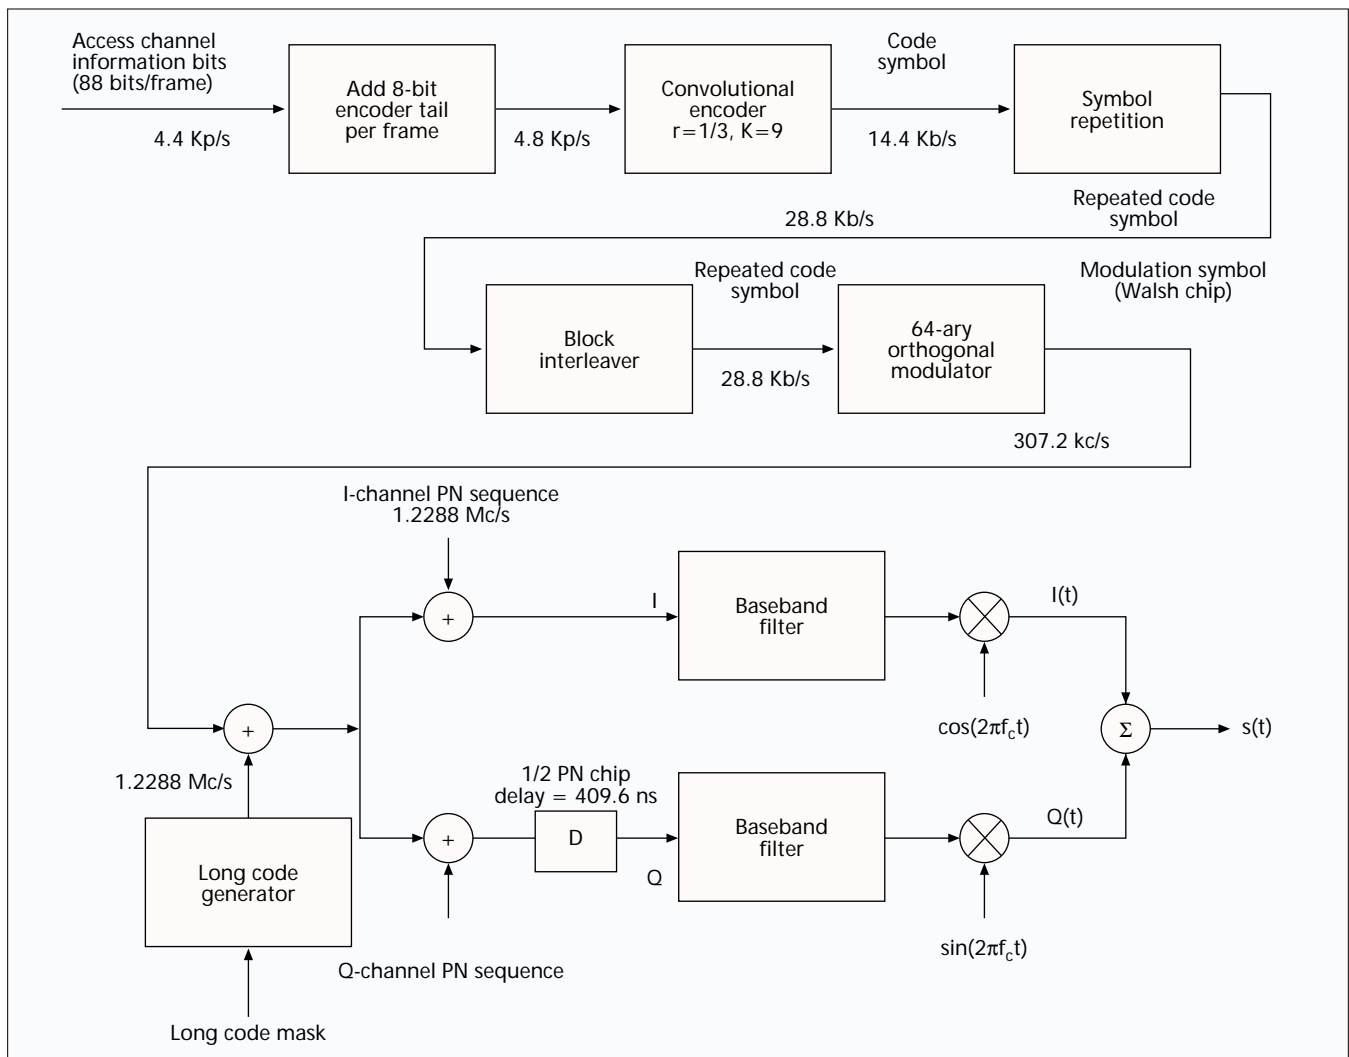 Access channel
information bits
(88 bits/frame)
4.4 Kp/s
Add 8-bit
encoder tail
per frame
4.8 Kp/s
Convolutional
encoder
r=1/3, K=9
Code
symbol
14.4 Kb/s
Symbol
repetition
Repeated code
symbol
28.8 Kb/s
Block
interleaver
Repeated code
symbol
28.8 Kb/s
64-ary
orthogonal
modulator
Modulation symbol
(Walsh chip)
307.2 kc/s
I-channel PN sequence
1.2288 Mc/s
+
I
Baseband
filter
I(t)
cos(2πf_ct)
+
1.2288 Mc/s
Σ
s(t)
1/2 PN chip
delay = 409.6 ns
+
D
Q
Baseband
filter
Q(t)
sin(2πf_ct)
Long code
generator
Q-channel PN sequence
Long code mask